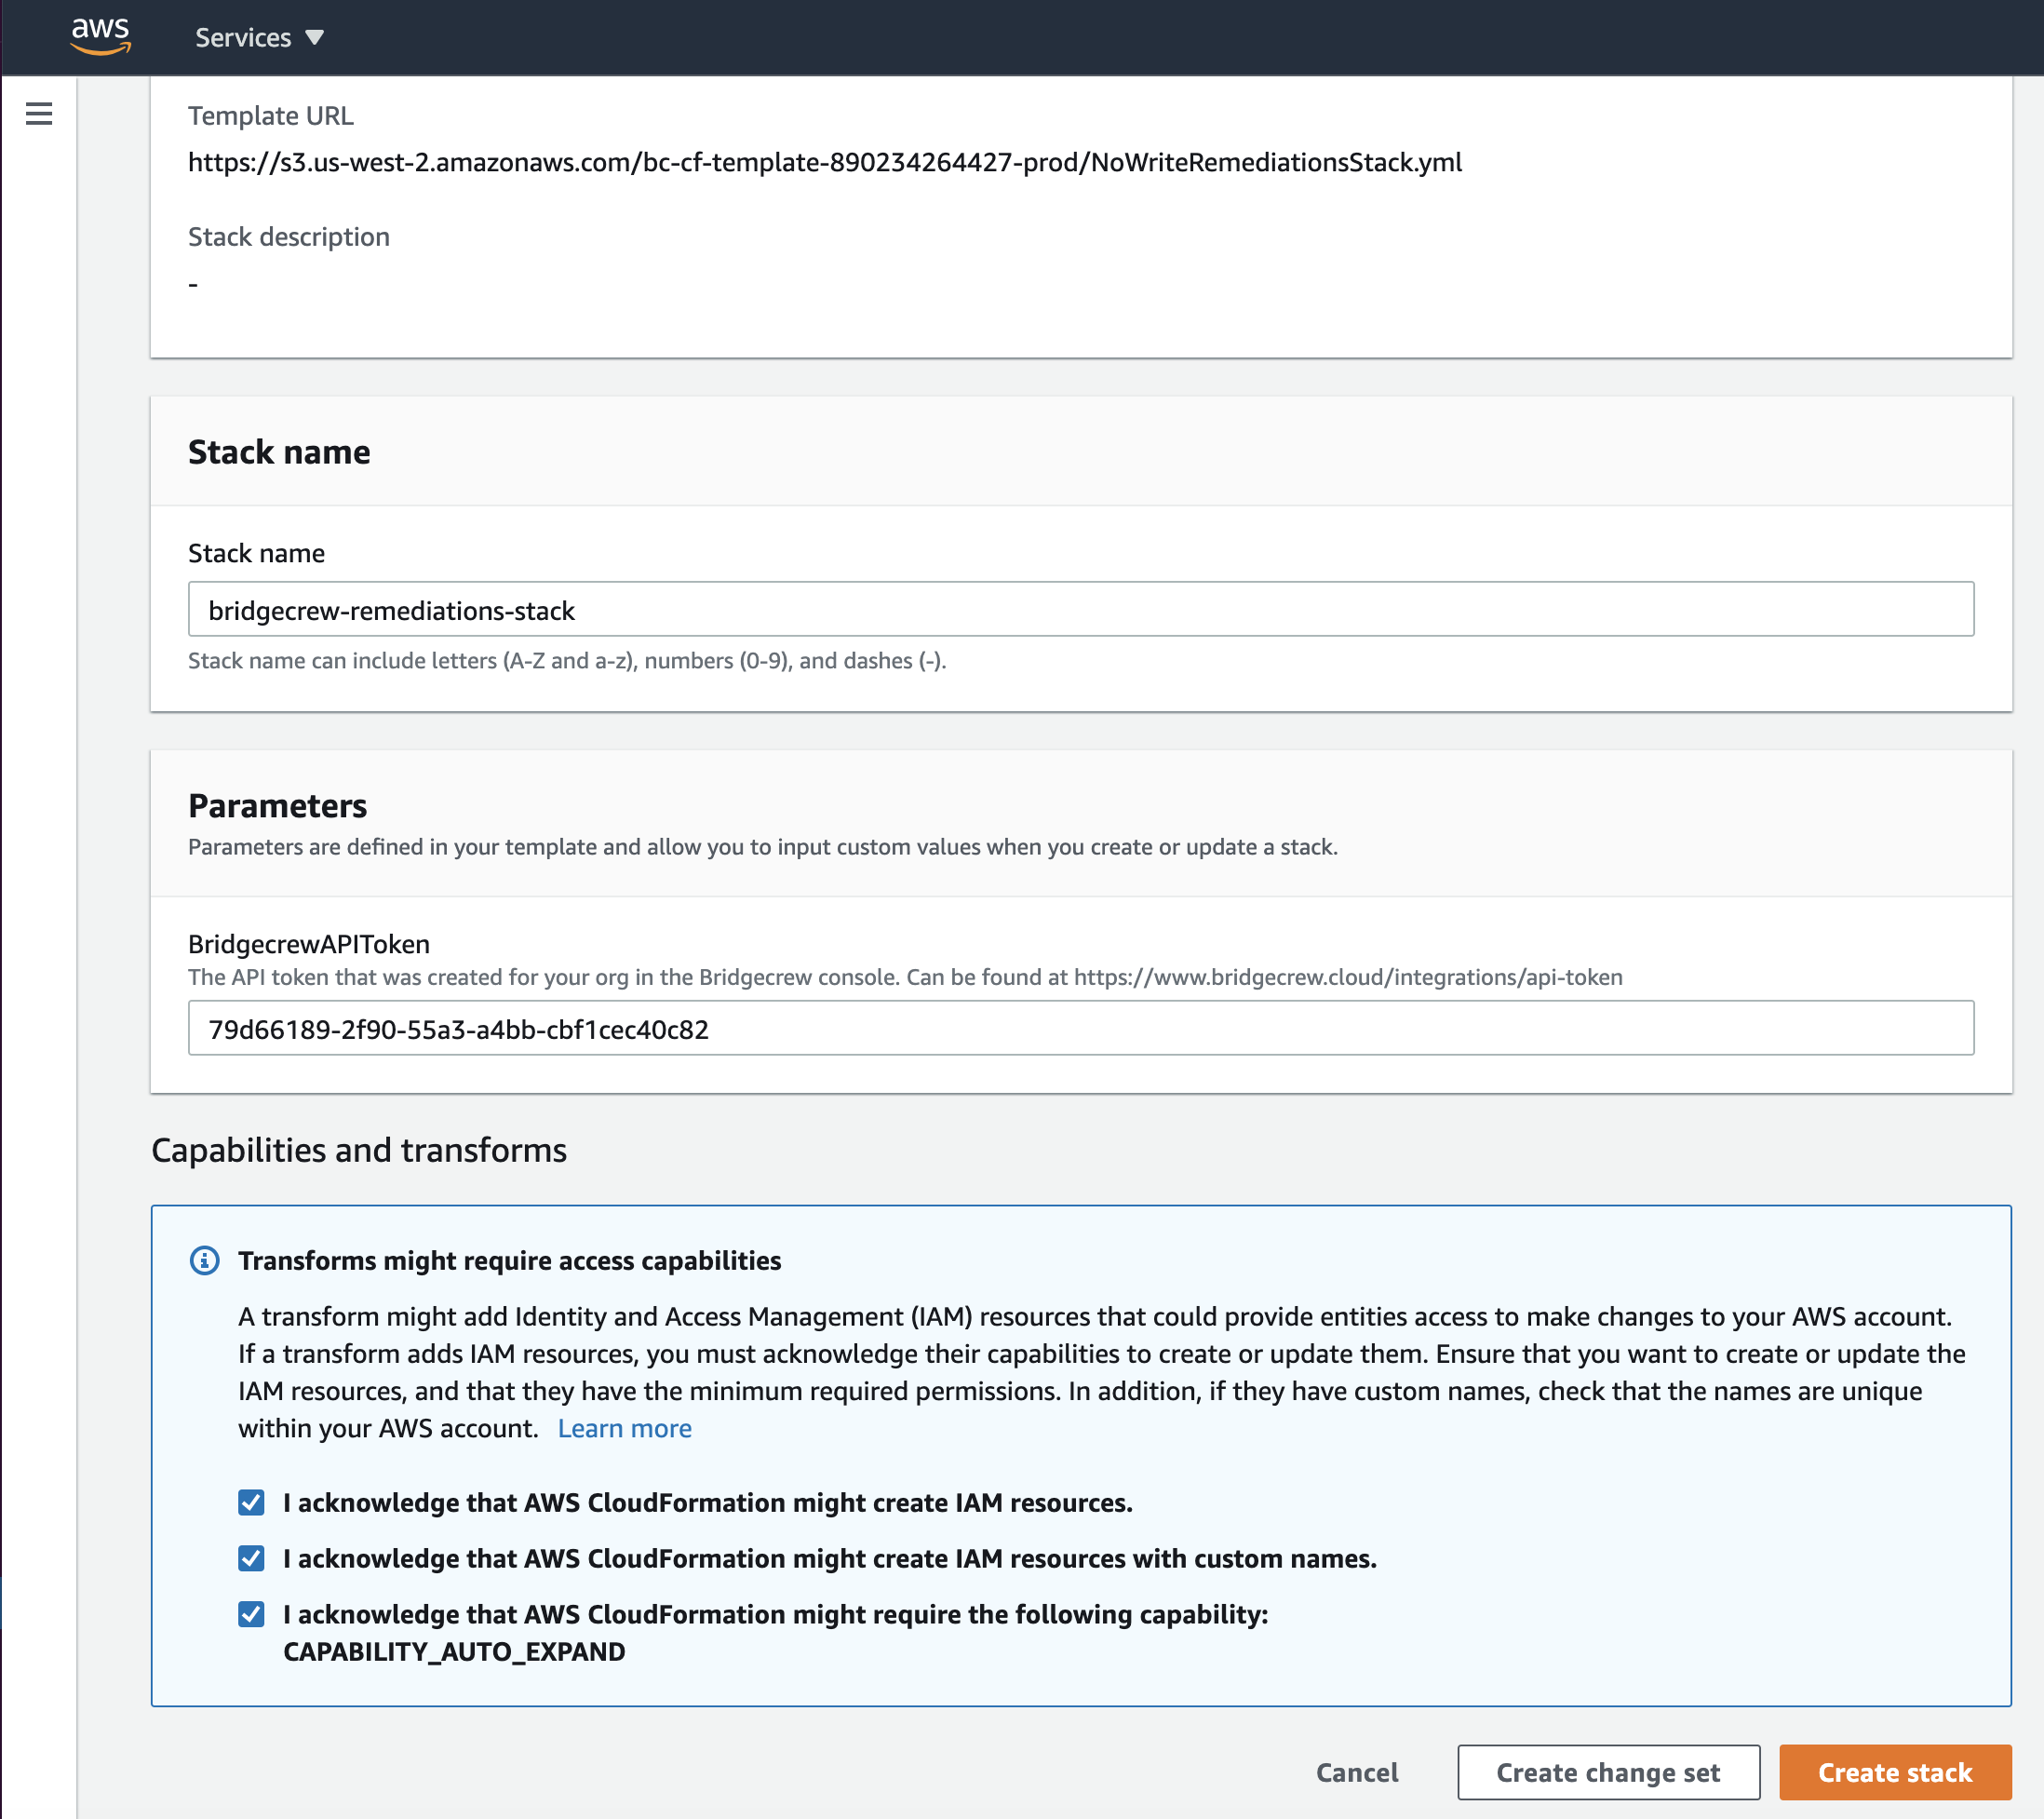 aws
Services
Template URL
https://s3.us-west-2.amazonaws.com/bc-cf-template-890234264427-prod/NoWriteRemediationsStack.yml
Stack description
-
Stack name
Stack name
bridgecrew-remediations-stack
Stack name can include letters (A-Z and a-z), numbers (0-9), and dashes (-).
Parameters
Parameters are defined in your template and allow you to input custom values when you create or update a stack.
BridgecrewAPIToken
The API token that was created for your org in the Bridgecrew console. Can be found at https://www.bridgecrew.cloud/integrations/api-token
79d66189-2f90-55a3-a4bb-cbf1cec40c82
Capabilities and transforms
Transforms might require access capabilities
A transform might add Identity and Access Management (IAM) resources that could provide entities access to make changes to your AWS account.
If a transform adds IAM resources, you must acknowledge their capabilities to create or update them. Ensure that you want to create or update the
IAM resources, and that they have the minimum required permissions. In addition, if they have custom names, check that the names are unique
within your AWS account. Learn more
I acknowledge that AWS CloudFormation might create IAM resources.
I acknowledge that AWS CloudFormation might create IAM resources with custom names.
I acknowledge that AWS CloudFormation might require the following capability:
CAPABILITY_AUTO_EXPAND
Cancel Create change set Create stack